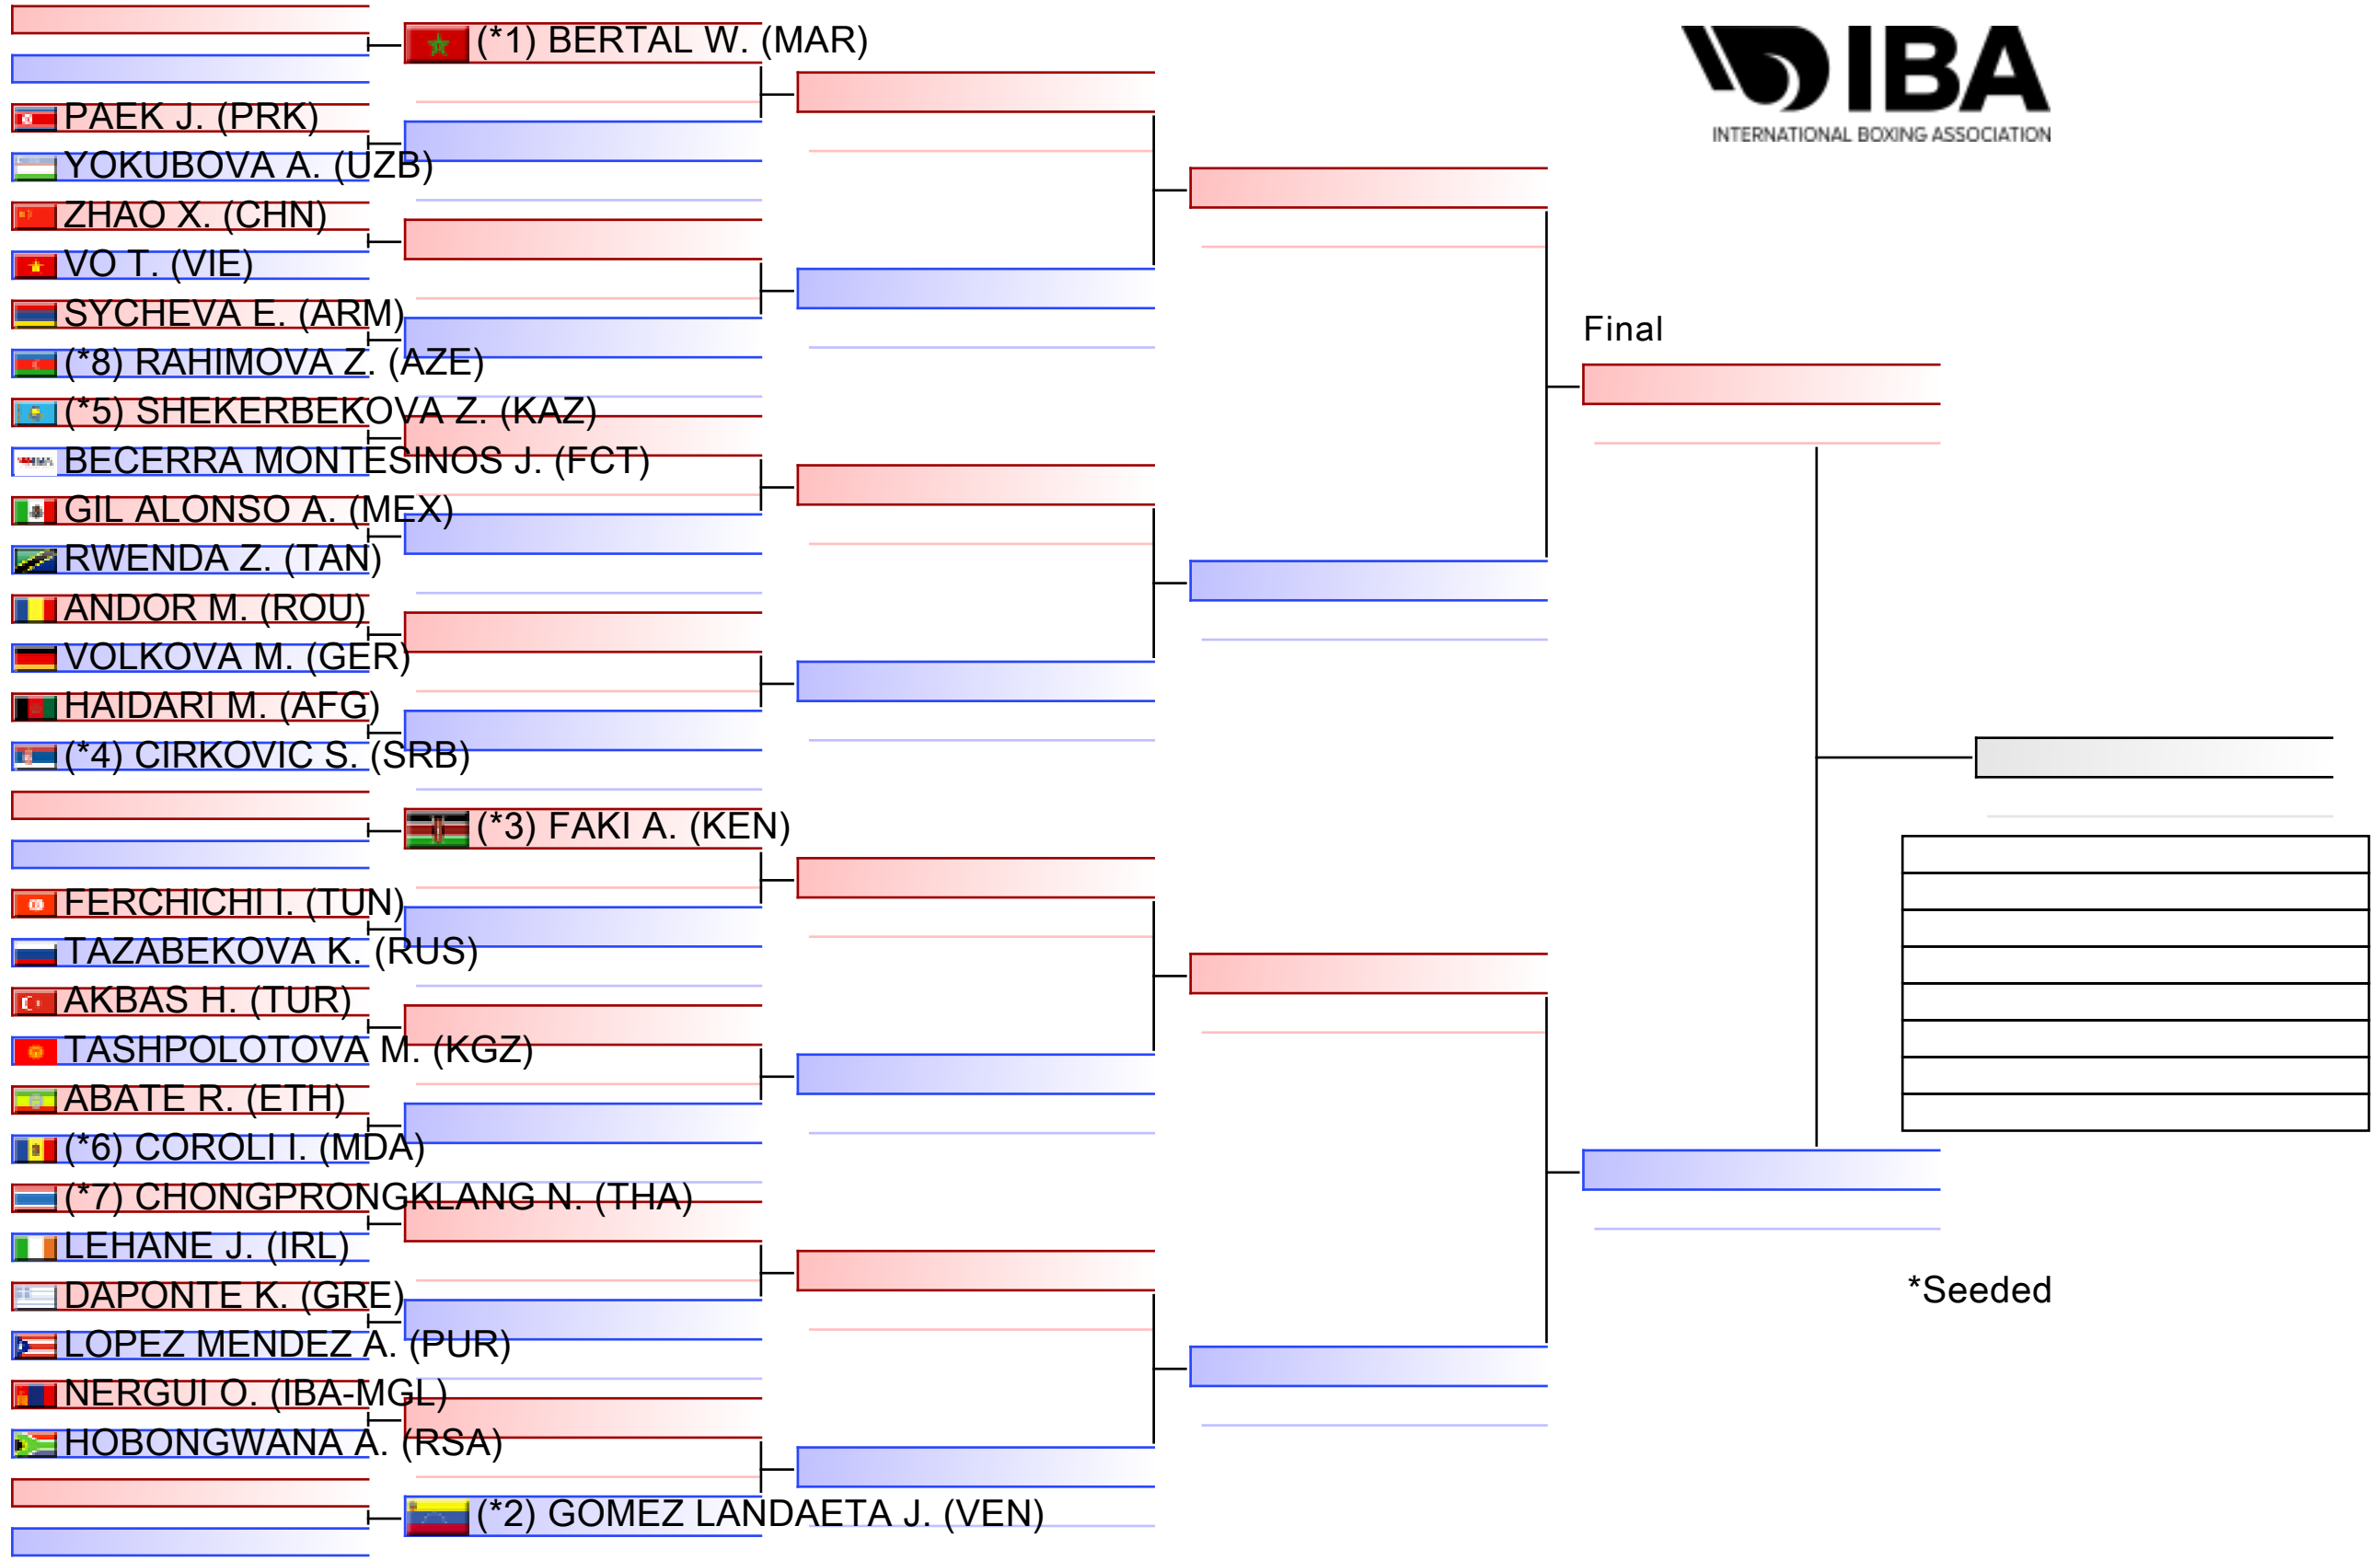 (*1) BERTAL W. (MAR)
PAEK J. (PRK)
YOKUBOVA A. (UZB)
ZHAO X. (CHN)
VO T. (VIE)
SYCHEVA E. (ARM)
(*8) RAHIMOVA Z. (AZE)
(*5) SHEKERBEKOVA Z. (KAZ)
BECERRA MONTESINOS J. (FCT)
GIL ALONSO A. (MEX)
RWENDA Z. (TAN)
ANDOR M. (ROU)
VOLKOVA M. (GER)
HAIDARI M. (AFG)
(*4) CIRKOVIC S. (SRB)
(*3) FAKI A. (KEN)
FERCHICHI I. (TUN)
TAZABEKOVA K. (RUS)
AKBAS H. (TUR)
TASHPOLOTOVA M. (KGZ)
ABATE R. (ETH)
(*6) COROLI I. (MDA)
(*7) CHONGPRONGKLANG N. (THA)
LEHANE J. (IRL)
DAPONTE K. (GRE)
LOPEZ MENDEZ A. (PUR)
NERGUI O. (IBA-MGL)
HOBONGWANA A. (RSA)
(*2) GOMEZ LANDAETA J. (VEN)
IBA
INTERNATIONAL BOXING ASSOCIATION
Final
*Seeded